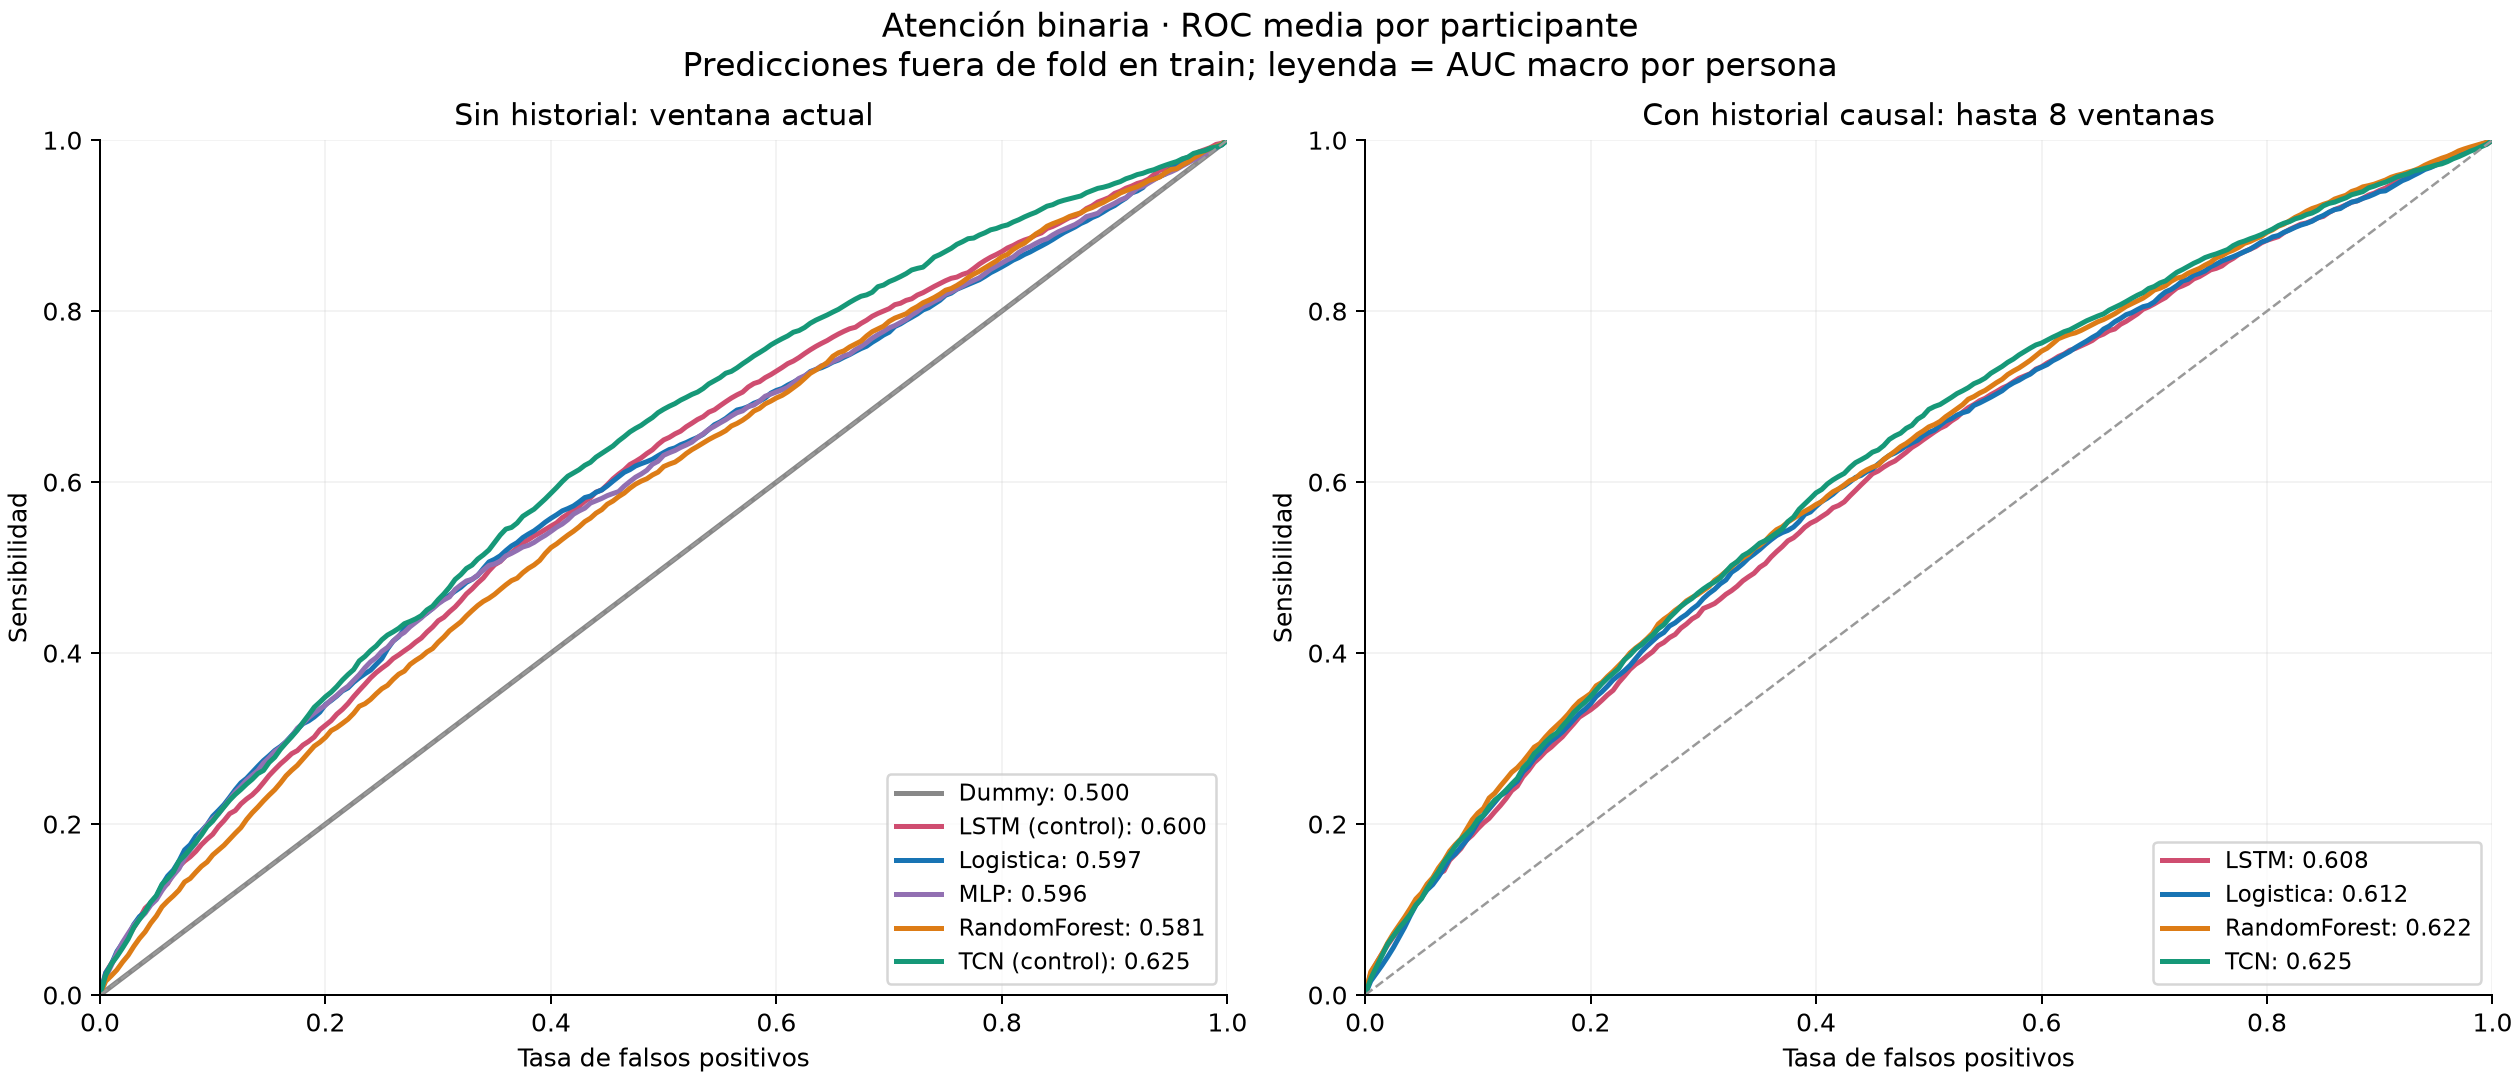 Atención binaria · ROC media por participante
Predicciones fuera de fold en train; leyenda = AUC macro por persona
Sin historial: ventana actual
1.0
0.8
0.6
0.4
0.2
0.0
Sensibilidad
0.0 0.2 0.4 0.6 0.8 1.0
Tasa de falsos positivos
Dummy: 0.500
LSTM (control): 0.600
Logistica: 0.597
MLP: 0.596
RandomForest: 0.581
TCN (control): 0.625
Con historial causal: hasta 8 ventanas
1.0
0.8
0.6
0.4
0.2
0.0
Sensibilidad
0.0 0.2 0.4 0.6 0.8 1.0
Tasa de falsos positivos
LSTM: 0.608
Logistica: 0.612
RandomForest: 0.622
TCN: 0.625